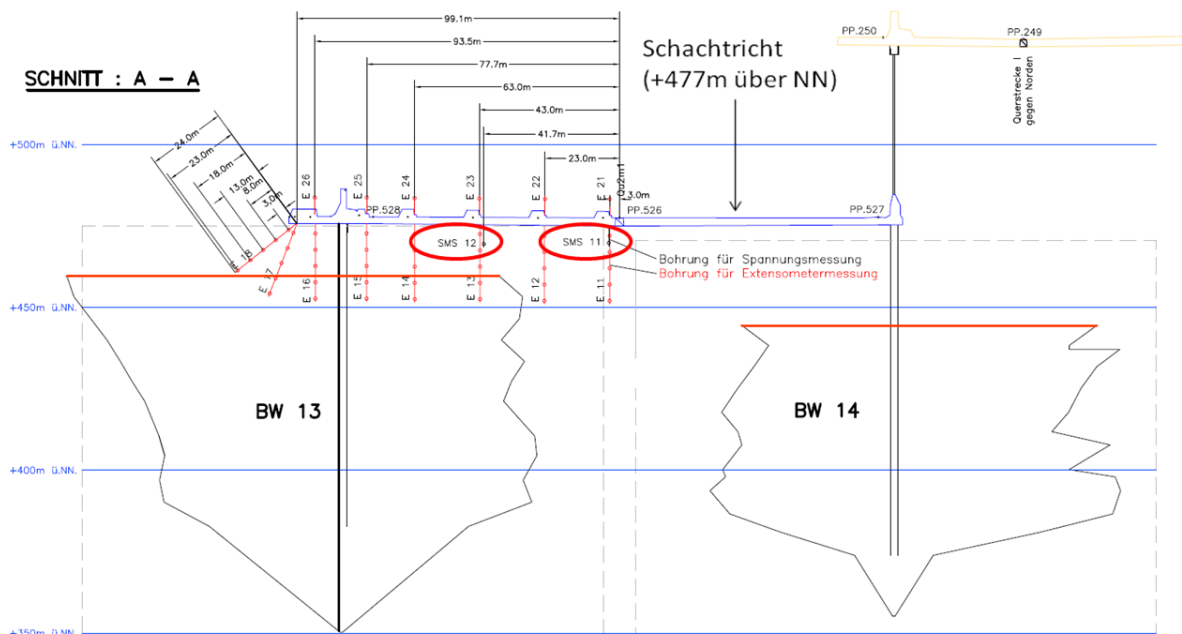 99.1m
93.5m
77.7m
63.0m
43.0m
41.7m
23.0m
3.0m
SCHNITT : A – A
Schachtricht
(+477m über NN)
PP.250
PP.249
Querstrecke I
gegen Norden
24.0m
23.0m
18.0m
13.0m
8.0m
3.0m
+500m ü.NN.
E 26
E 25
E 24
E 23
E 22
E 21
Qu2m1
PP.528
PP.526
PP.527
SMS 12
SMS 11
Bohrung für Spannungsmessung
Bohrung für Extensometermessung
18
E 17
E 16
E 15
E 14
E 13
E 12
E 11
+450m ü.NN.
BW 13
BW 14
+400m ü.NN.
+350m ü.NN.